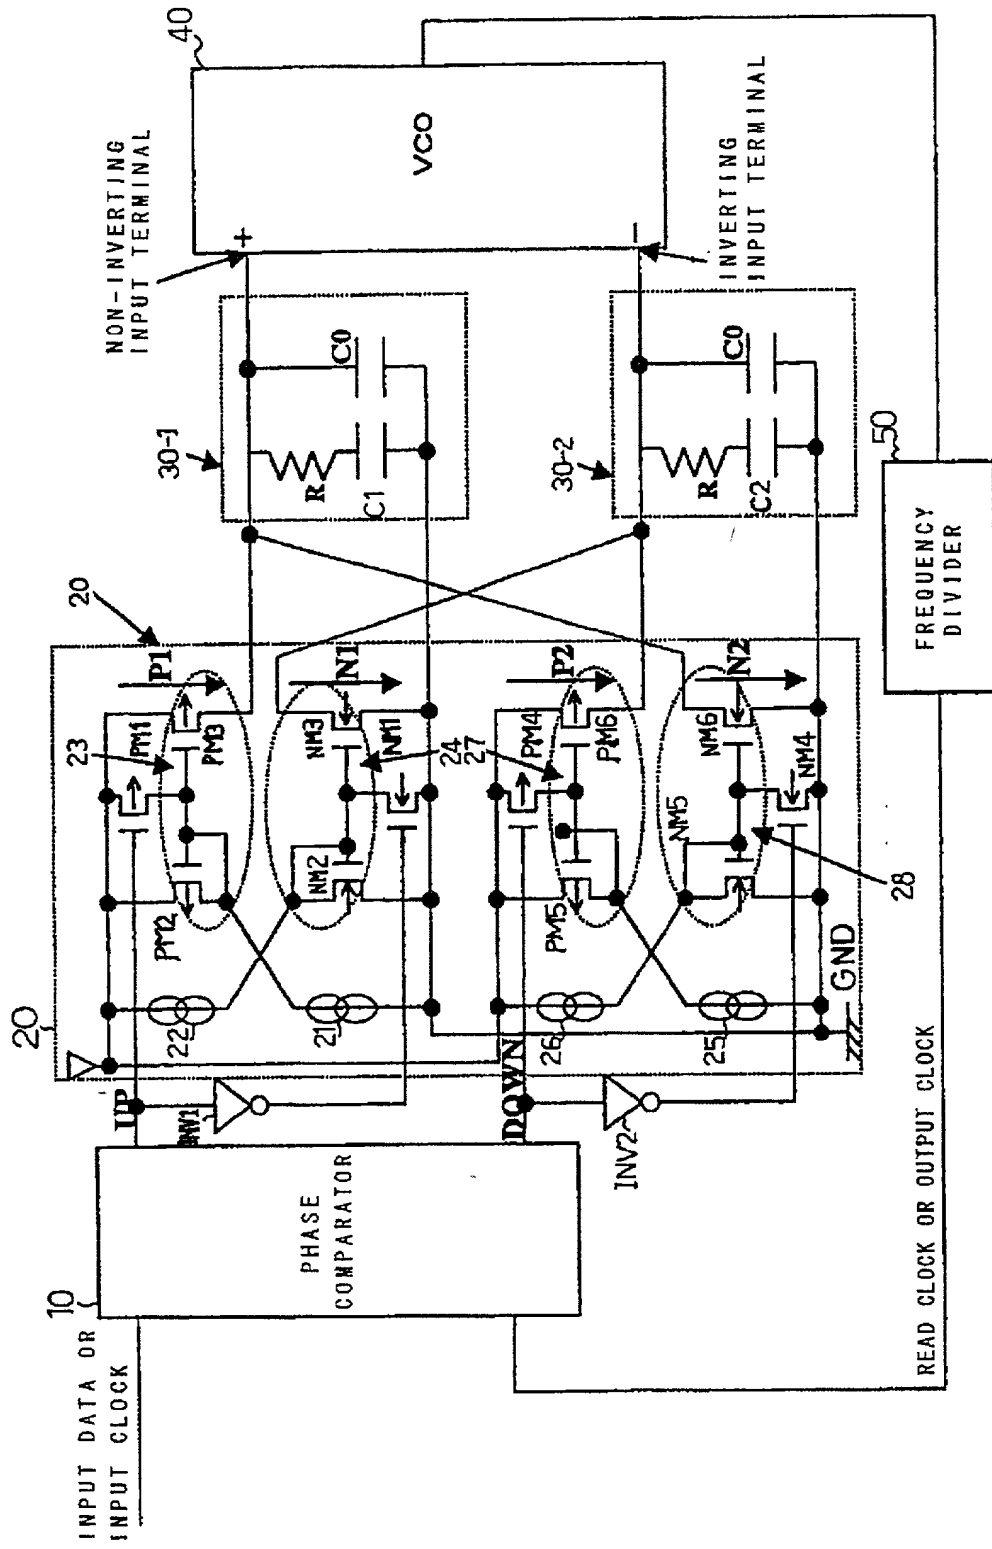 INPUT DATA OR
INPUT CLOCK
10
PHASE
COMPARATOR
UP
INV1
DOWN
INV2
20
20
22
21
PM2
PM1
23
PM3
P1
NM2
NM3
NM1
24
N1
26
25
PM5
PM4
27
PM6
P2
NM5
NM6
NM4
28
N2
GND
30-1
R
C1
C0
30-2
R
C2
C0
NON-INVERTING
INPUT TERMINAL
+
INVERTING
INPUT TERMINAL
−
40
VCO
50
FREQUENCY
DIVIDER
READ CLOCK OR OUTPUT CLOCK